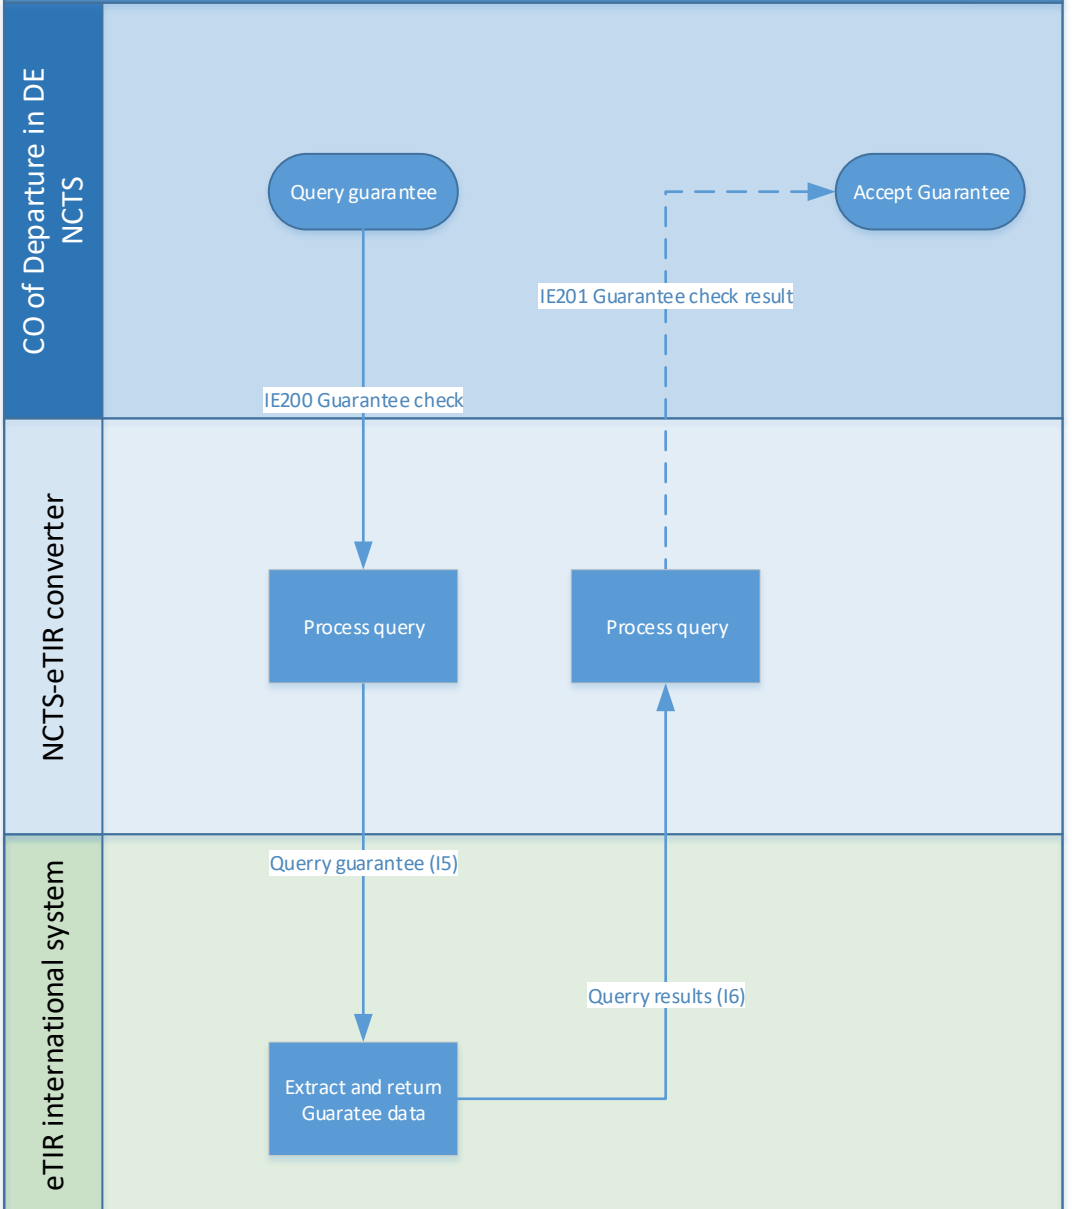 CO of Departure in DE
NCTS
Query guarantee
Accept Guarantee
IE201 Guarantee check result
IE200 Guarantee check
NCTS-eTIR converter
Process query
Process query
eTIR international system
Querry guarantee (I5)
Querry results (I6)
Extract and return
Guaratee data